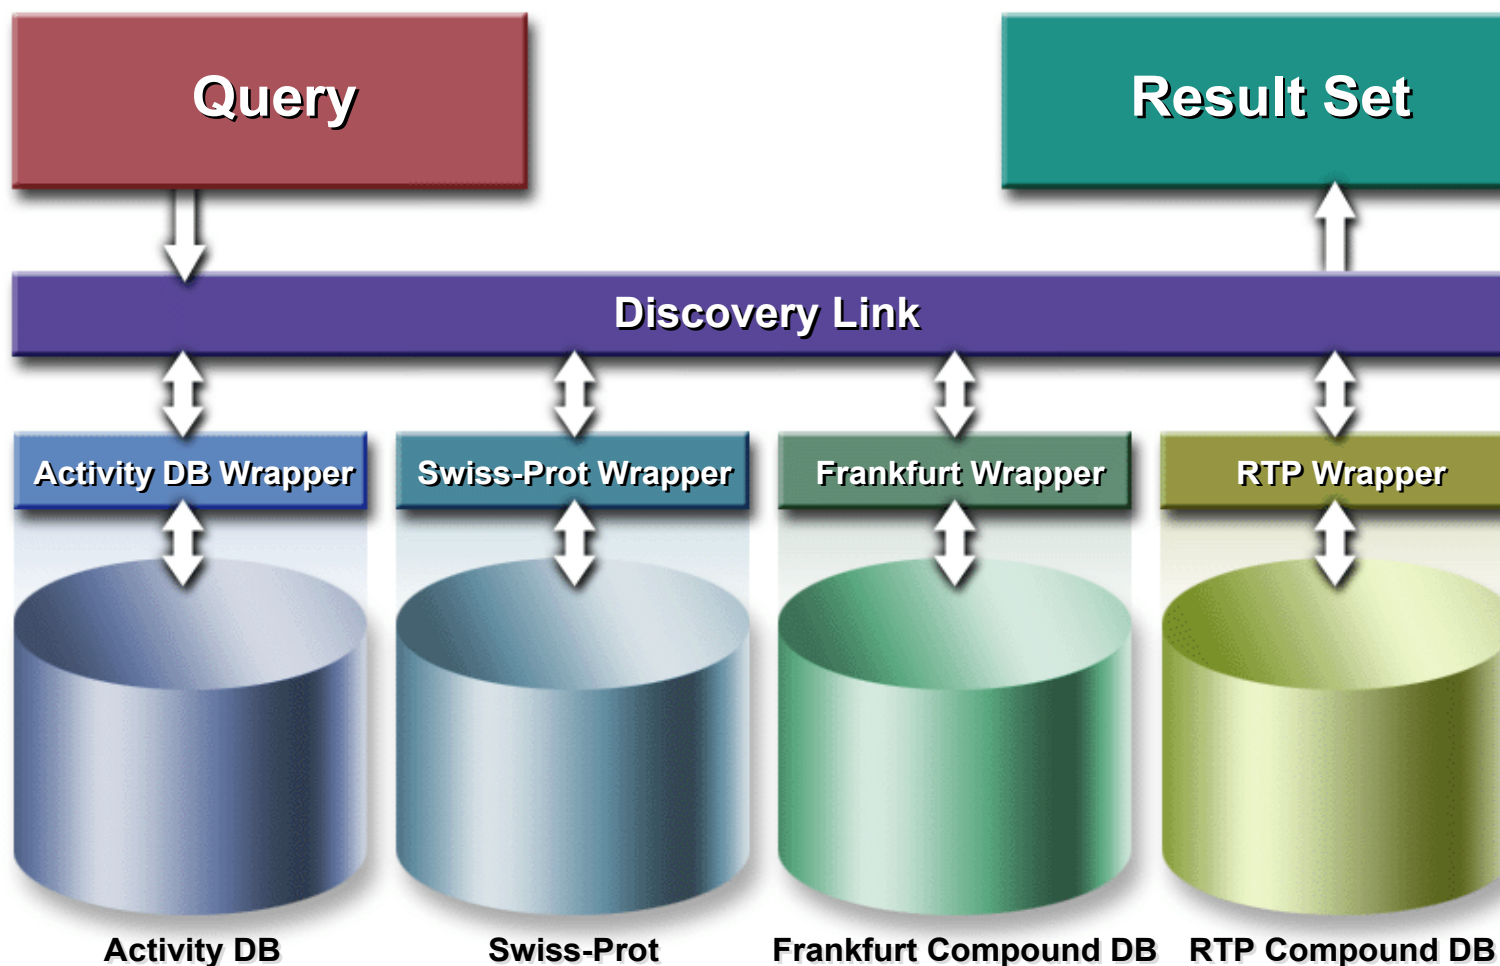 Query
Result Set
Discovery Link
Activity DB Wrapper
Swiss-Prot Wrapper
Frankfurt Wrapper
RTP Wrapper
Activity DB
Swiss-Prot
Frankfurt Compound DB
RTP Compound DB